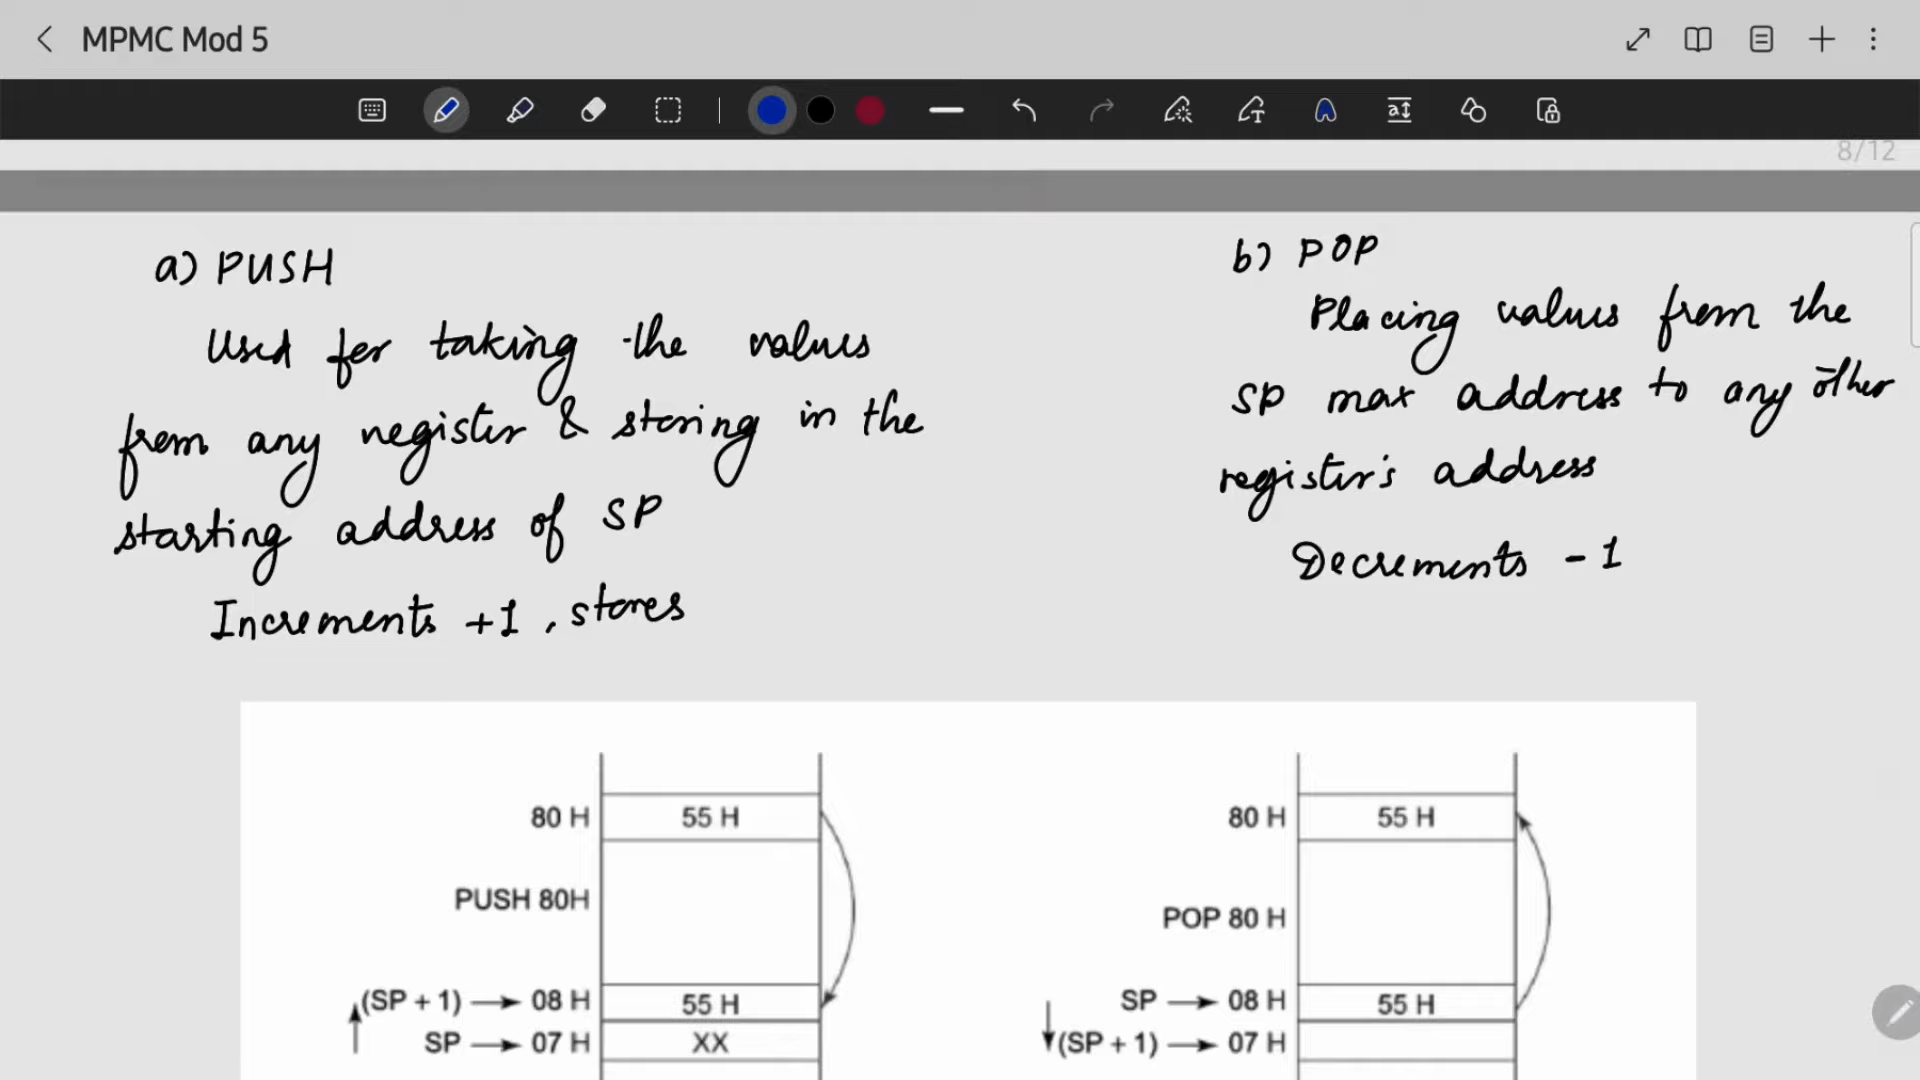 MPMC Mod 5
8/12
a) PUSH
Used for taking the values
from any register & storing in the
starting address of SP
Increments +1, stores
b) POP
Placing values from the
SP max address to any other
register's address
Decrements -1
80 H 55 H
PUSH 80H
(SP + 1) → 08 H 55 H
SP → 07 H XX
80 H 55 H
POP 80 H
SP → 08 H 55 H
(SP + 1) → 07 H